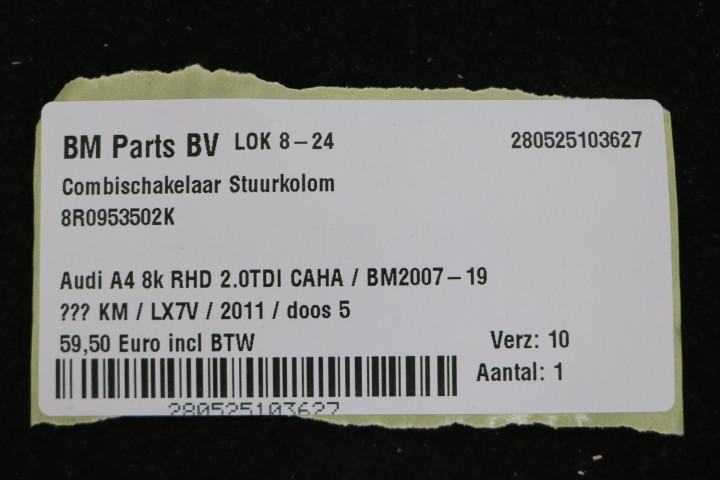 BM Parts BV LOK 8-24 280525103627
Combischakelaar Stuurkolom
8R0953502K
Audi A4 8k RHD 2.0TDI CAHA / BM2007-19
??? KM / LX7V / 2011 / doos 5
59,50 Euro incl BTW Verz: 10
Aantal: 1
280525103627